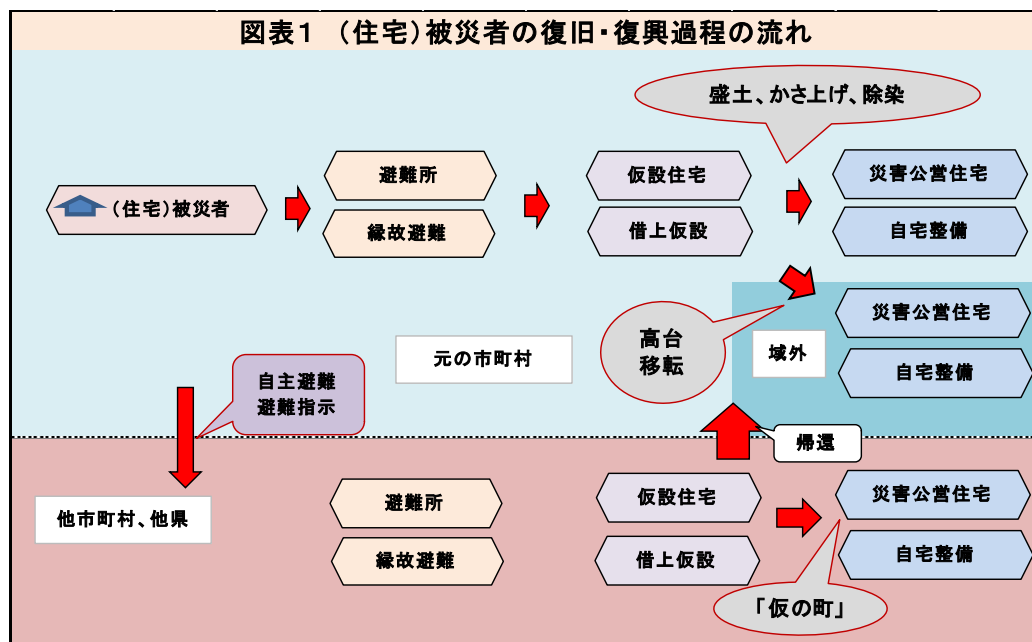 図表1　(住宅)被災者の復旧・復興過程の流れ
盛土、かさ上げ、除染
避難所
仮設住宅
災害公営住宅
(住宅)被災者
縁故避難
借上仮設
自宅整備
災害公営住宅
高台
移転
域外
元の市町村
自宅整備
自主避難
避難指示
帰還
避難所
仮設住宅
災害公営住宅
他市町村、他県
縁故避難
借上仮設
自宅整備
「仮の町」